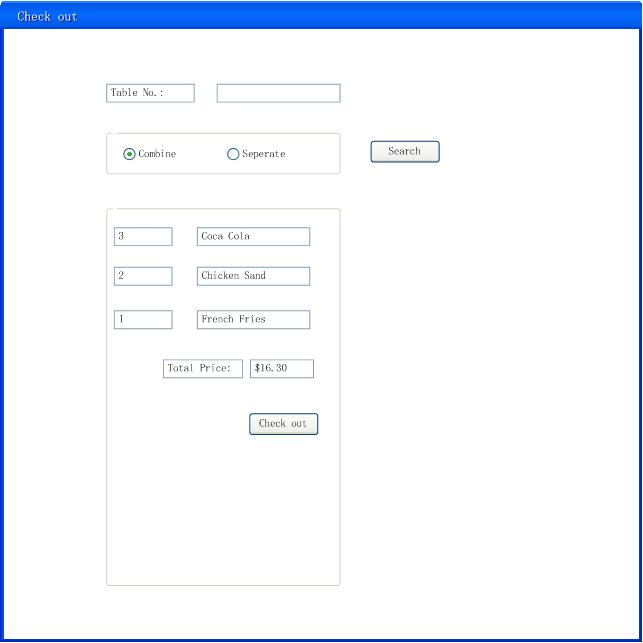 Check out
Table No.:
Combine Seperate Search
3 Coca Cola
2 Chicken Sand
1 French Fries
Total Price: $16.30
Check out